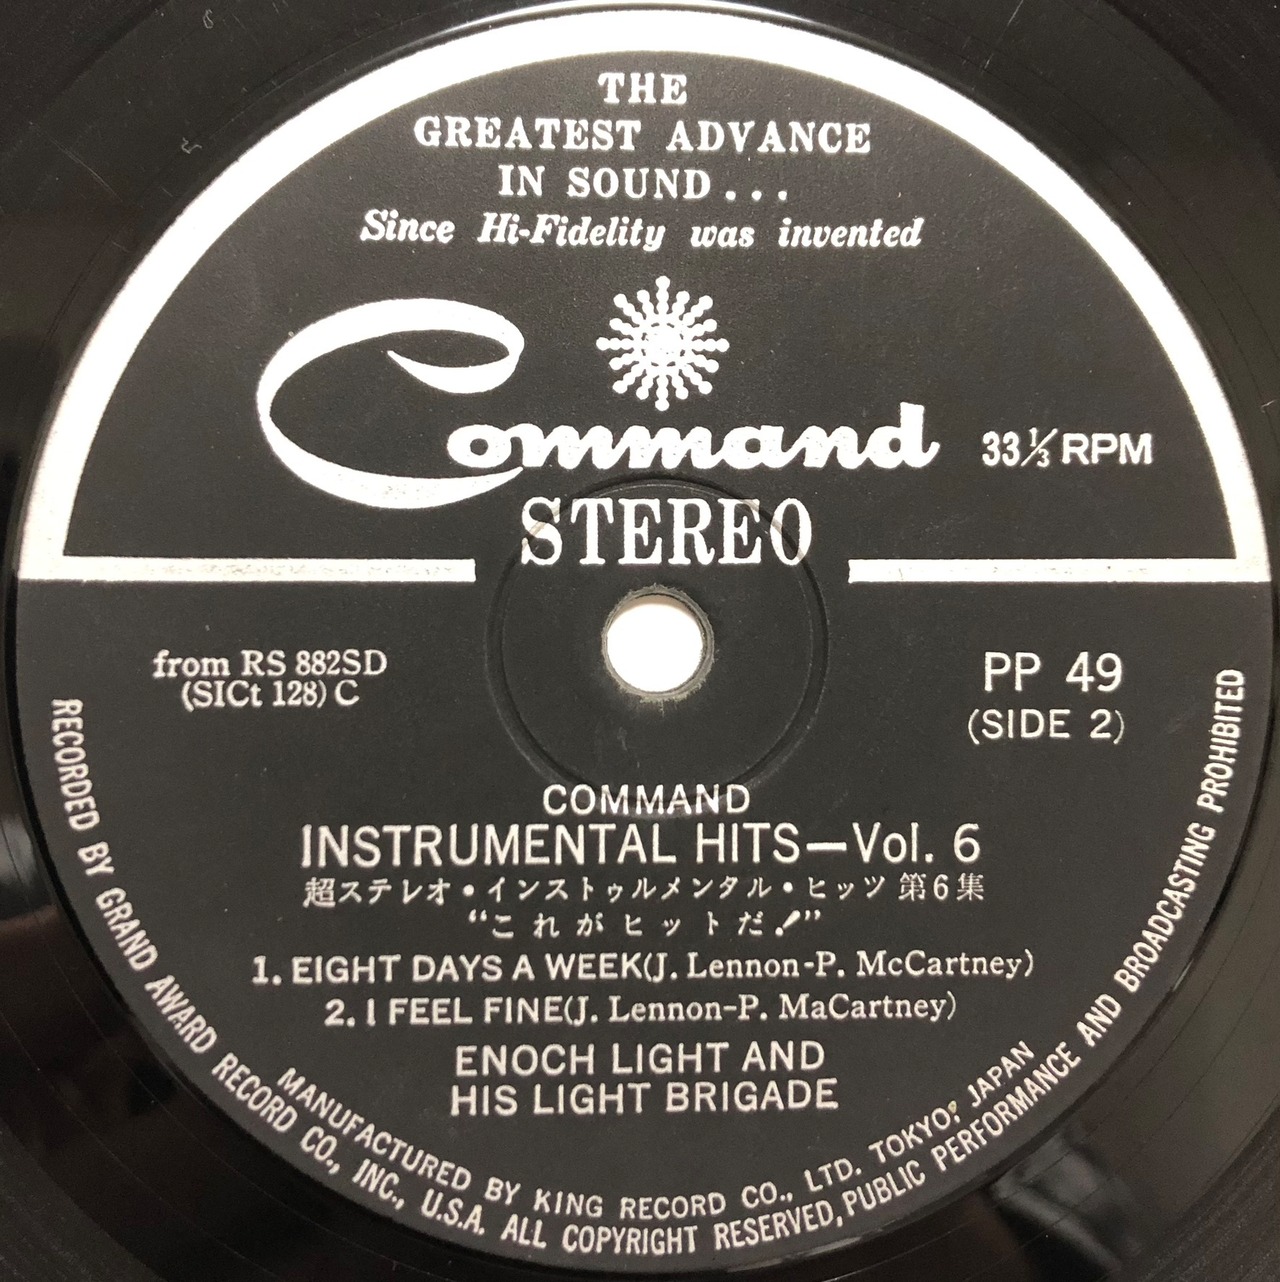 THE
GREATEST ADVANCE
IN SOUND...
Since Hi-Fidelity was invented
Command
33⅓ RPM
STEREO
from RS 882SD
(SICt 128) C
PP 49
(SIDE 2)
COMMAND
INSTRUMENTAL HITS—Vol. 6
超ステレオ・インストゥルメンタル・ヒッツ 第6集
“これがヒットだ!”
1. EIGHT DAYS A WEEK(J. Lennon-P. McCartney)
2. I FEEL FINE(J. Lennon-P. MaCartney)
ENOCH LIGHT AND
HIS LIGHT BRIGADE
MANUFACTURED BY KING RECORD CO., LTD. TOKYO, JAPAN
RECORDED BY GRAND AWARD RECORD CO., INC., U.S.A. ALL COPYRIGHT RESERVED, PUBLIC PERFORMANCE AND BROADCASTING PROHIBITED